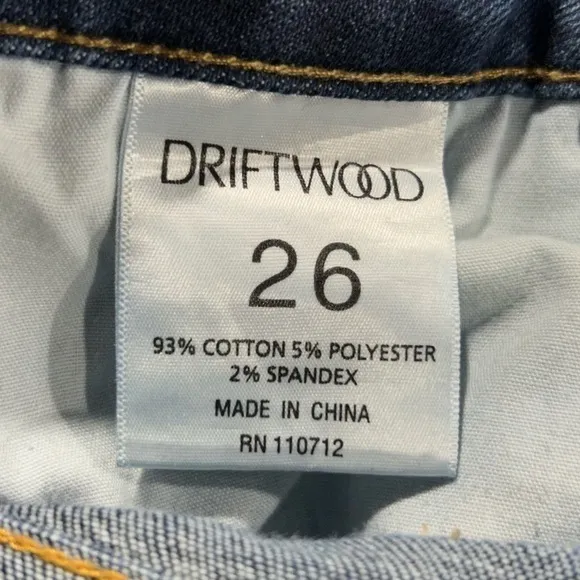 DRIFTWOOD
26
93% COTTON 5% POLYESTER
2% SPANDEX
MADE IN CHINA
RN 110712